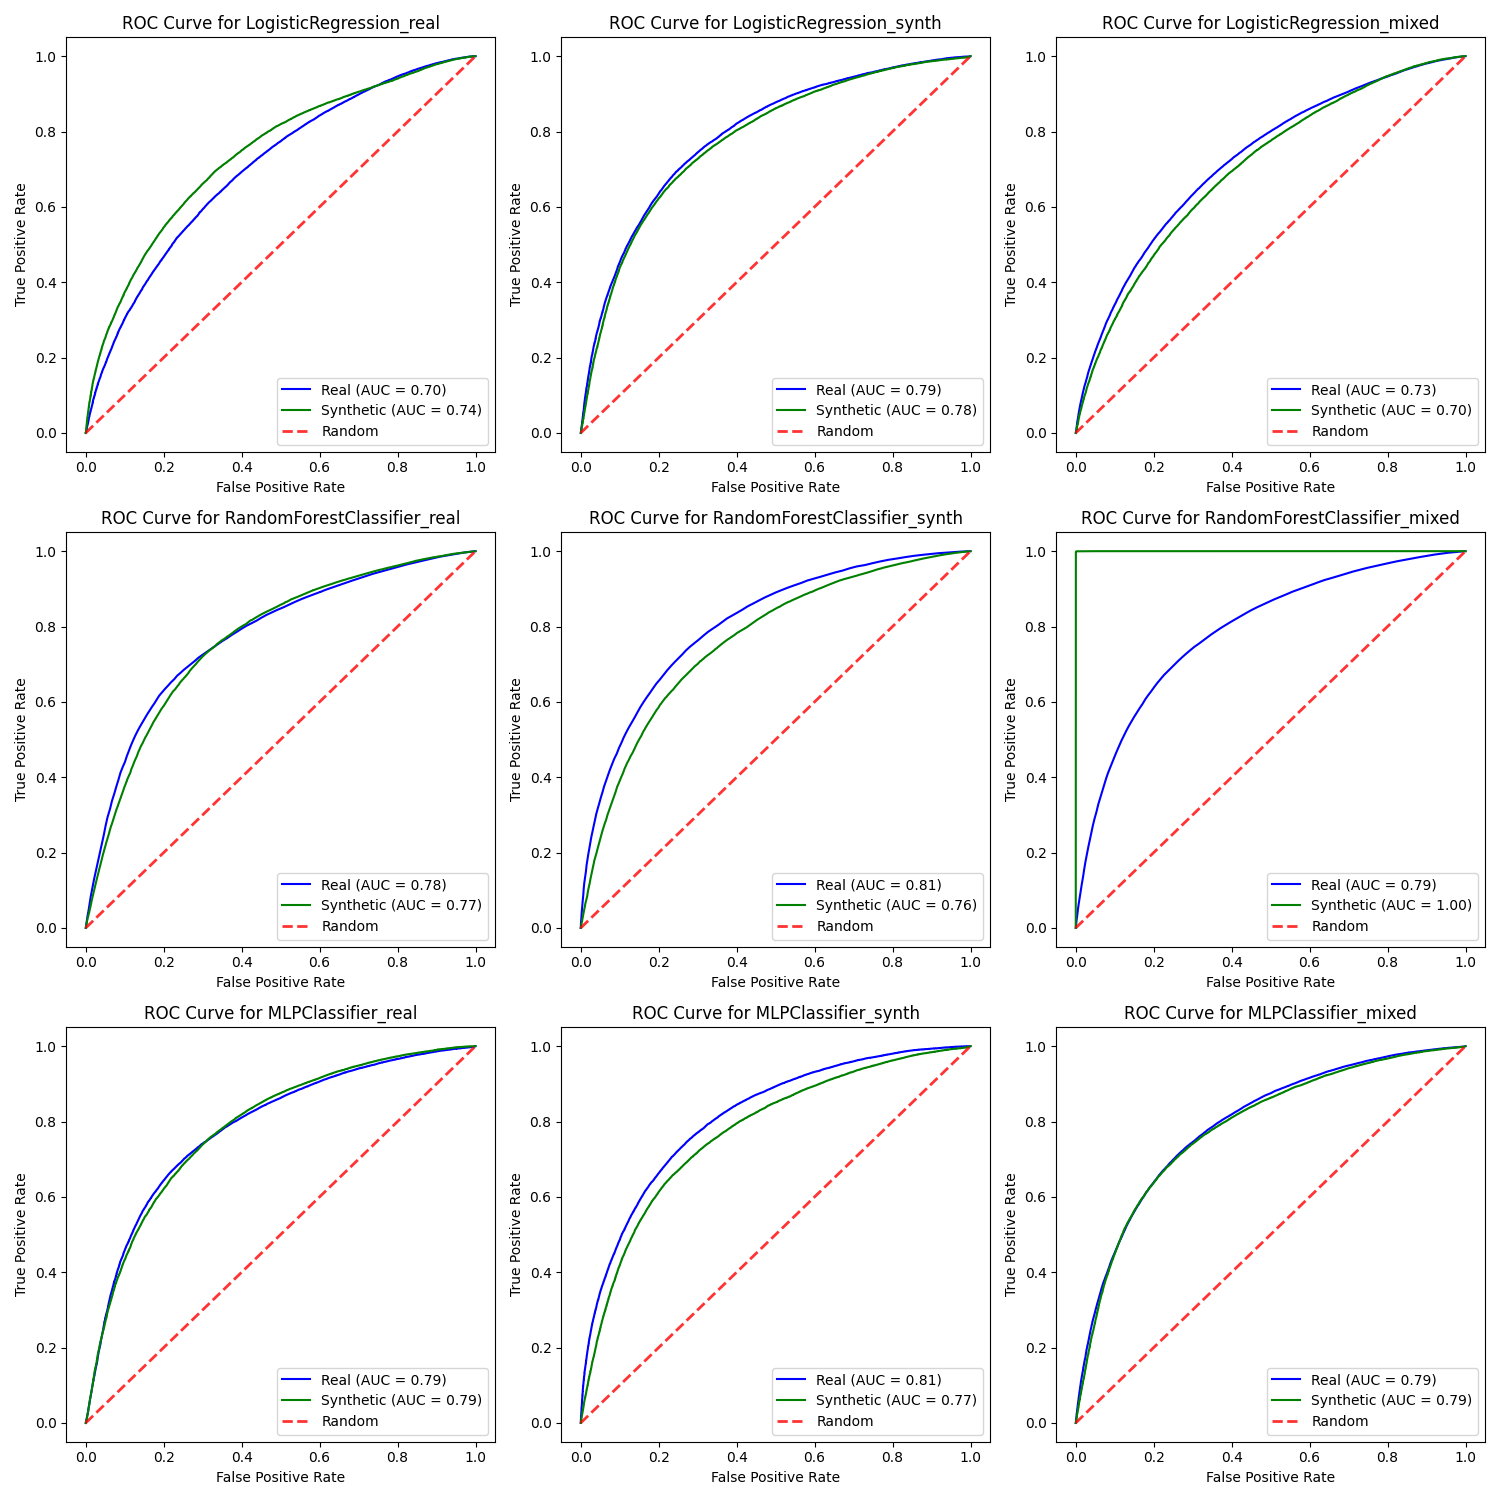 ROC Curve for LogisticRegression_real
True Positive Rate
1.0
0.8
0.6
0.4
0.2
0.0
Real (AUC = 0.70)
Synthetic (AUC = 0.74)
Random
0.0 0.2 0.4 0.6 0.8 1.0
False Positive Rate
ROC Curve for LogisticRegression_synth
True Positive Rate
1.0
0.8
0.6
0.4
0.2
0.0
Real (AUC = 0.79)
Synthetic (AUC = 0.78)
Random
0.0 0.2 0.4 0.6 0.8 1.0
False Positive Rate
ROC Curve for LogisticRegression_mixed
True Positive Rate
1.0
0.8
0.6
0.4
0.2
0.0
Real (AUC = 0.73)
Synthetic (AUC = 0.70)
Random
0.0 0.2 0.4 0.6 0.8 1.0
False Positive Rate
ROC Curve for RandomForestClassifier_real
True Positive Rate
1.0
0.8
0.6
0.4
0.2
0.0
Real (AUC = 0.78)
Synthetic (AUC = 0.77)
Random
0.0 0.2 0.4 0.6 0.8 1.0
False Positive Rate
ROC Curve for RandomForestClassifier_synth
True Positive Rate
1.0
0.8
0.6
0.4
0.2
0.0
Real (AUC = 0.81)
Synthetic (AUC = 0.76)
Random
0.0 0.2 0.4 0.6 0.8 1.0
False Positive Rate
ROC Curve for RandomForestClassifier_mixed
True Positive Rate
1.0
0.8
0.6
0.4
0.2
0.0
Real (AUC = 0.79)
Synthetic (AUC = 1.00)
Random
0.0 0.2 0.4 0.6 0.8 1.0
False Positive Rate
ROC Curve for MLPClassifier_real
True Positive Rate
1.0
0.8
0.6
0.4
0.2
0.0
Real (AUC = 0.79)
Synthetic (AUC = 0.79)
Random
0.0 0.2 0.4 0.6 0.8 1.0
False Positive Rate
ROC Curve for MLPClassifier_synth
True Positive Rate
1.0
0.8
0.6
0.4
0.2
0.0
Real (AUC = 0.81)
Synthetic (AUC = 0.77)
Random
0.0 0.2 0.4 0.6 0.8 1.0
False Positive Rate
ROC Curve for MLPClassifier_mixed
True Positive Rate
1.0
0.8
0.6
0.4
0.2
0.0
Real (AUC = 0.79)
Synthetic (AUC = 0.79)
Random
0.0 0.2 0.4 0.6 0.8 1.0
False Positive Rate